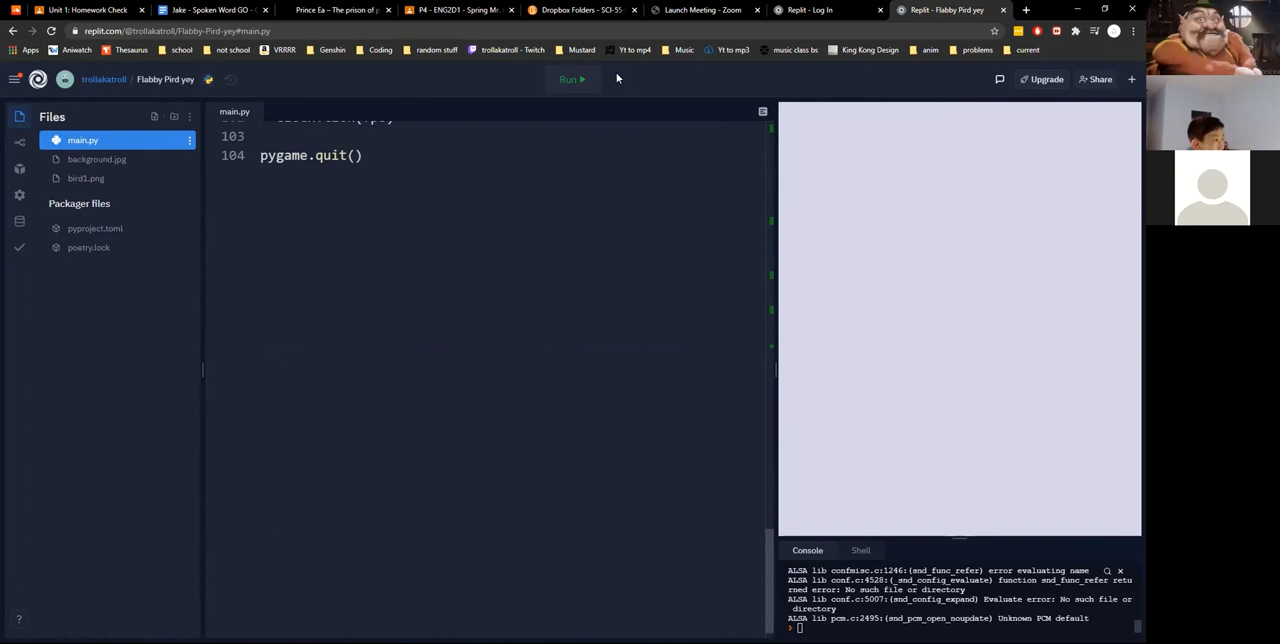 Unit 1: Homework Check
Jake - Spoken Word GO -
Prince Ea – The prison of
P4 - ENG2D1 - Spring Mr.
Dropbox Folders - SCI-55
Launch Meeting - Zoom
Replit - Log In
Replit - Flabby Pird yey
replit.com/@trollakatroll/Flabby-Pird-yey#main.py
Apps Aniwatch Thesaurus school not school VRRRR Genshin Coding random stuff trollakatroll - Twitch Mustard Yt to mp4 Music Yt to mp3 music class bs King Kong Design anim problems current
trollakatroll / Flabby Pird yey
Run
Upgrade
Share
Files
main.py
background.jpg
bird1.png
Packager files
pyproject.toml
poetry.lock
main.py
103
104 pygame.quit()
Console Shell
ALSA lib confmisc.c:1246:(snd_func_refer) error evaluating name
ALSA lib conf.c:4528:(_snd_config_evaluate) function snd_func_refer retu
rned error: No such file or directory
ALSA lib conf.c:5007:(snd_config_expand) Evaluate error: No such file or
directory
ALSA lib pcm.c:2495:(snd_pcm_open_noupdate) Unknown PCM default
>
?